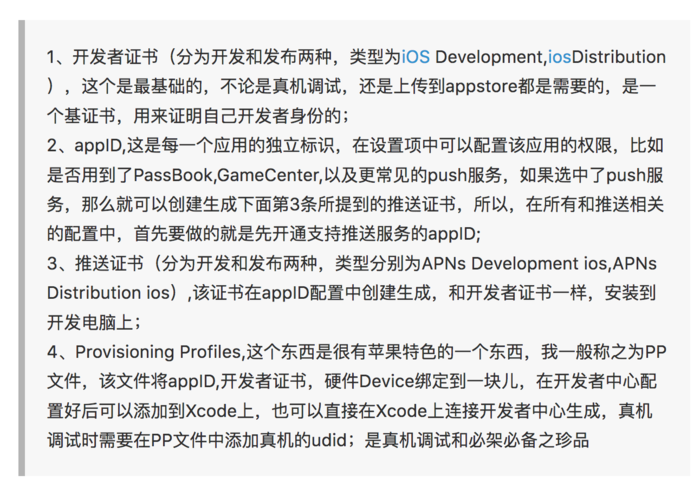 1、开发者证书（分为开发和发布两种，类型为iOS Development,iosDistribution
），这个是最基础的，不论是真机调试，还是上传到appstore都是需要的，是一
个基证书，用来证明自己开发者身份的；
2、appID,这是每一个应用的独立标识，在设置项中可以配置该应用的权限，比如
是否用到了PassBook,GameCenter,以及更常见的push服务，如果选中了push服
务，那么就可以创建生成下面第3条所提到的推送证书，所以，在所有和推送相关
的配置中，首先要做的就是先开通支持推送服务的appID;
3、推送证书（分为开发和发布两种，类型分别为APNs Development ios,APNs
Distribution ios）,该证书在appID配置中创建生成，和开发者证书一样，安装到
开发电脑上；
4、Provisioning Profiles,这个东西是很有苹果特色的一个东西，我一般称之为PP
文件，该文件将appID,开发者证书，硬件Device绑定到一块儿，在开发者中心配
置好后可以添加到Xcode上，也可以直接在Xcode上连接开发者中心生成，真机
调试时需要在PP文件中添加真机的udid；是真机调试和必架必备之珍品